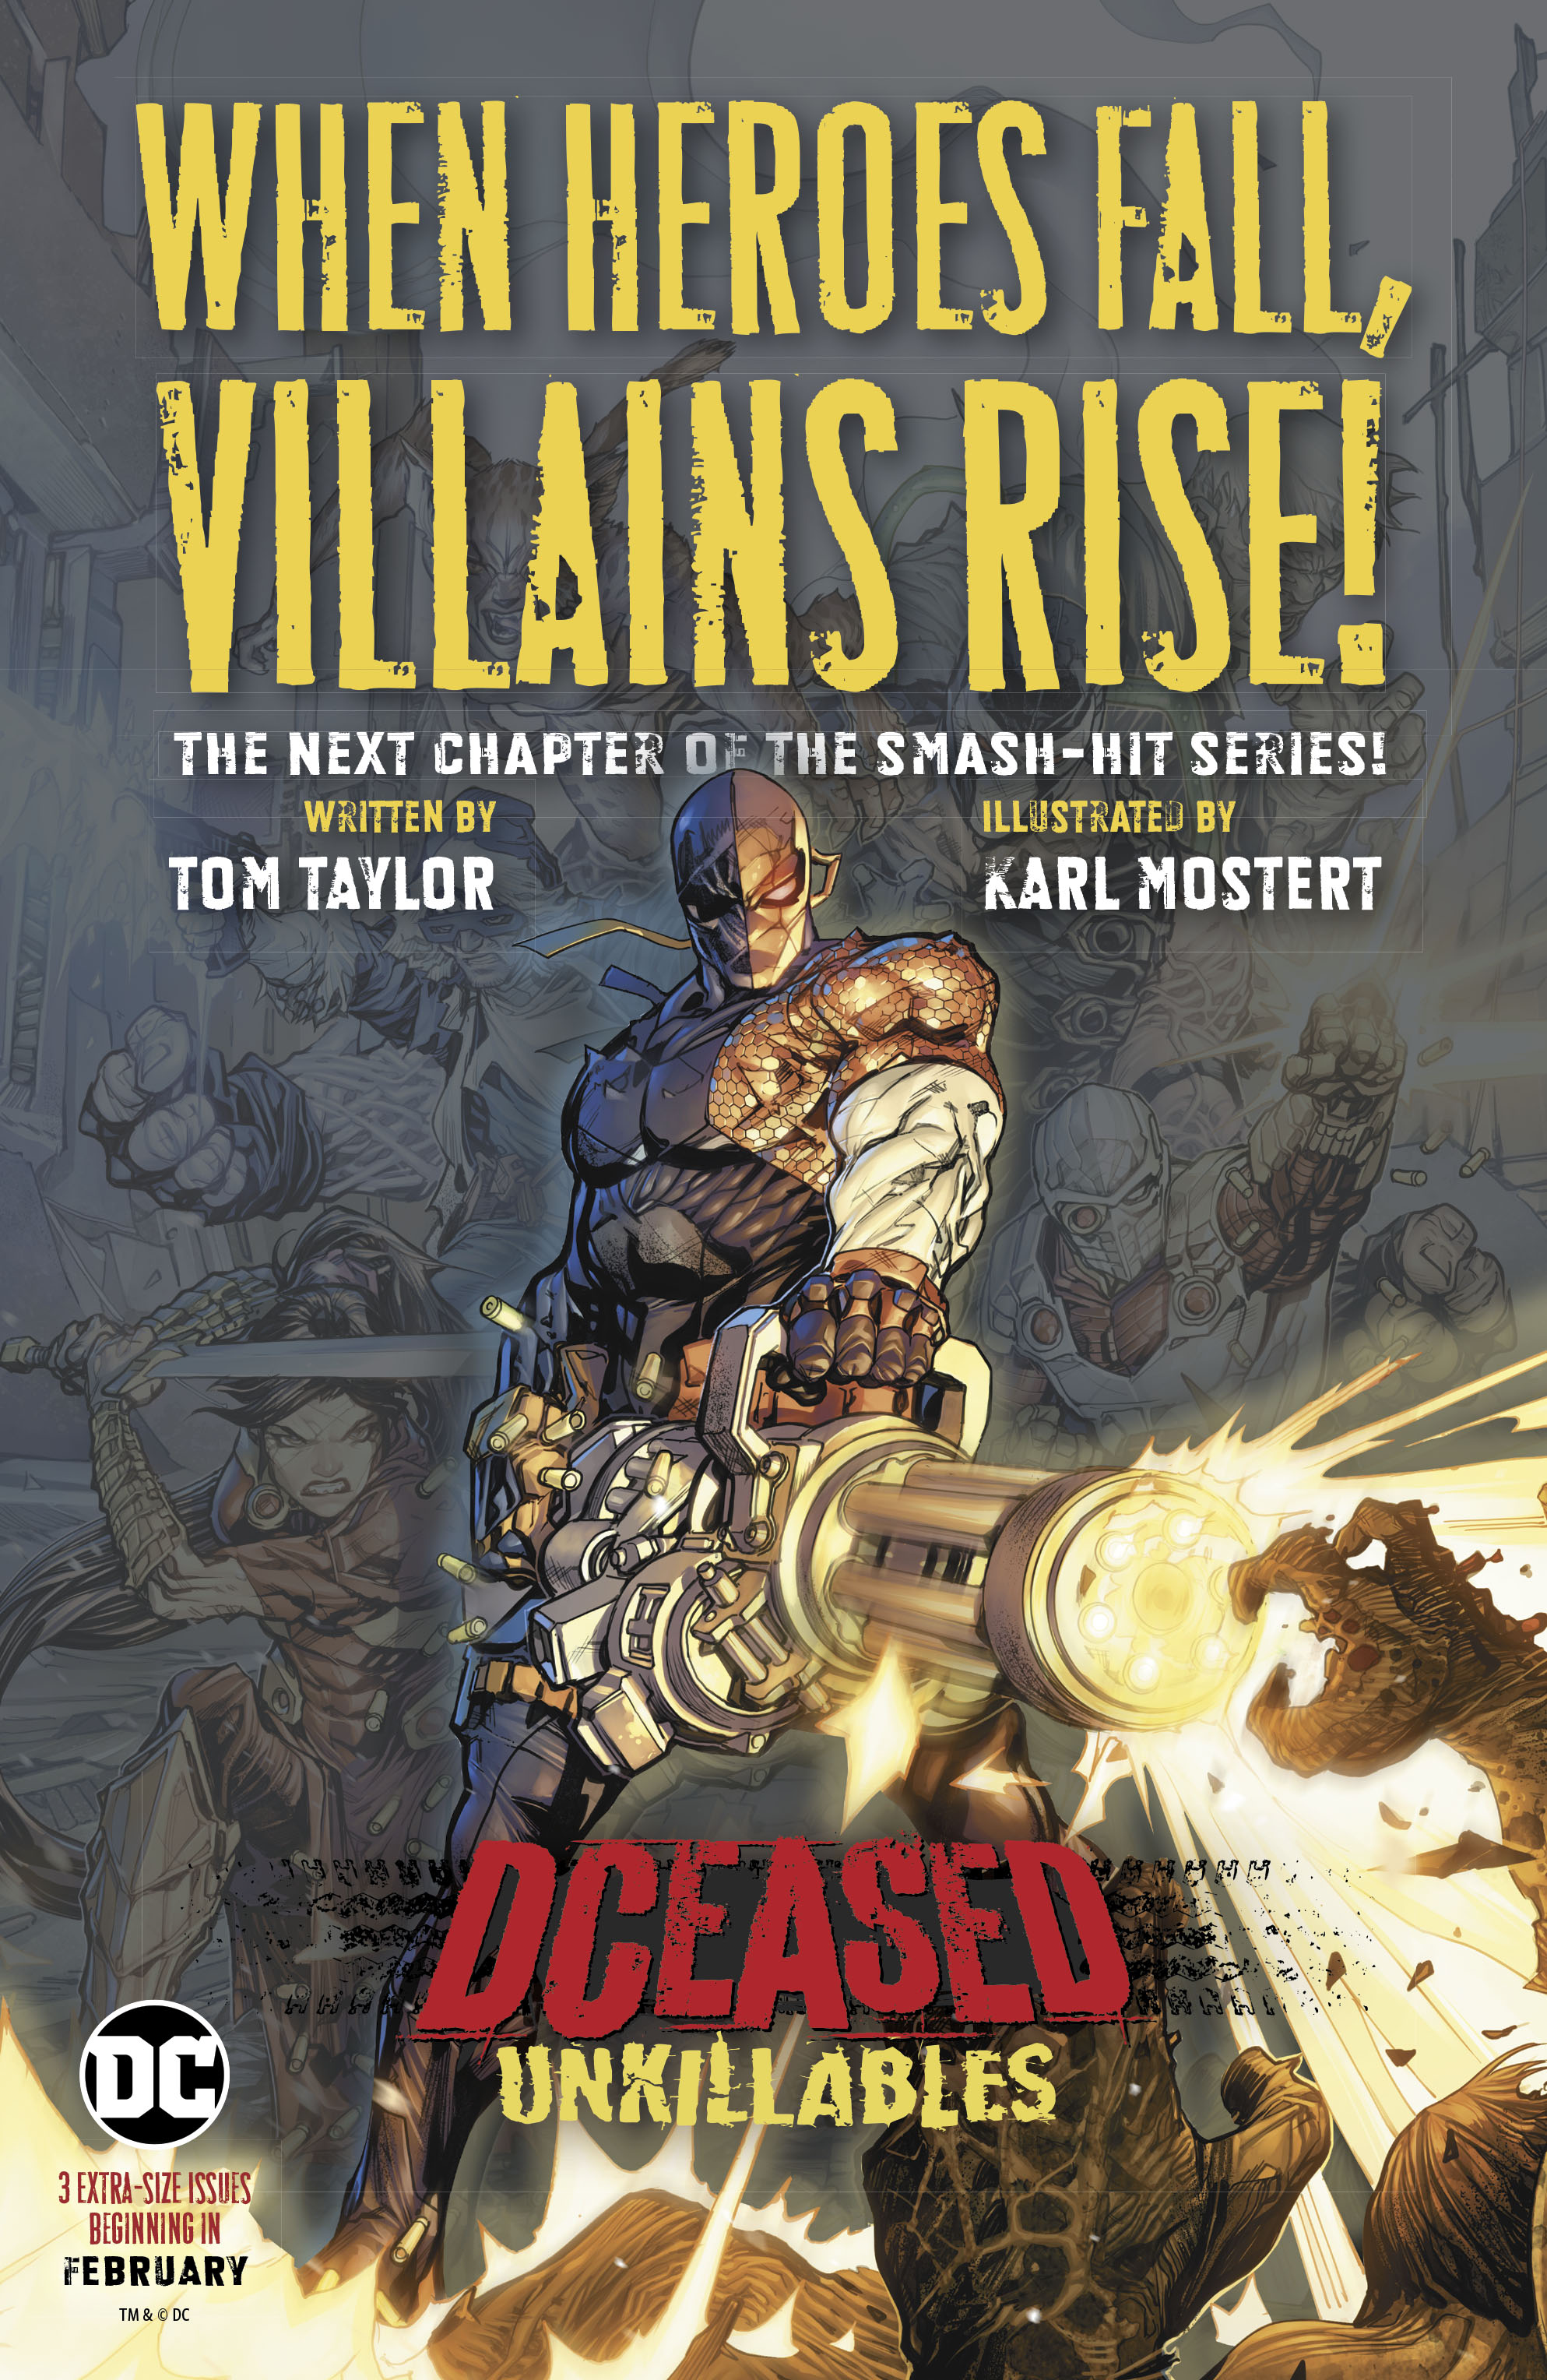 WHEN HEROES FALL,
VILLAINS RISE!
THE NEXT CHAPTER OF THE SMASH-HIT SERIES!
WRITTEN BY
TOM TAYLOR
ILLUSTRATED BY
KARL MOSTERT
DCEASED
UNKILLABLES
DC
3 EXTRA-SIZE ISSUES
BEGINNING IN
FEBRUARY
TM & © DC